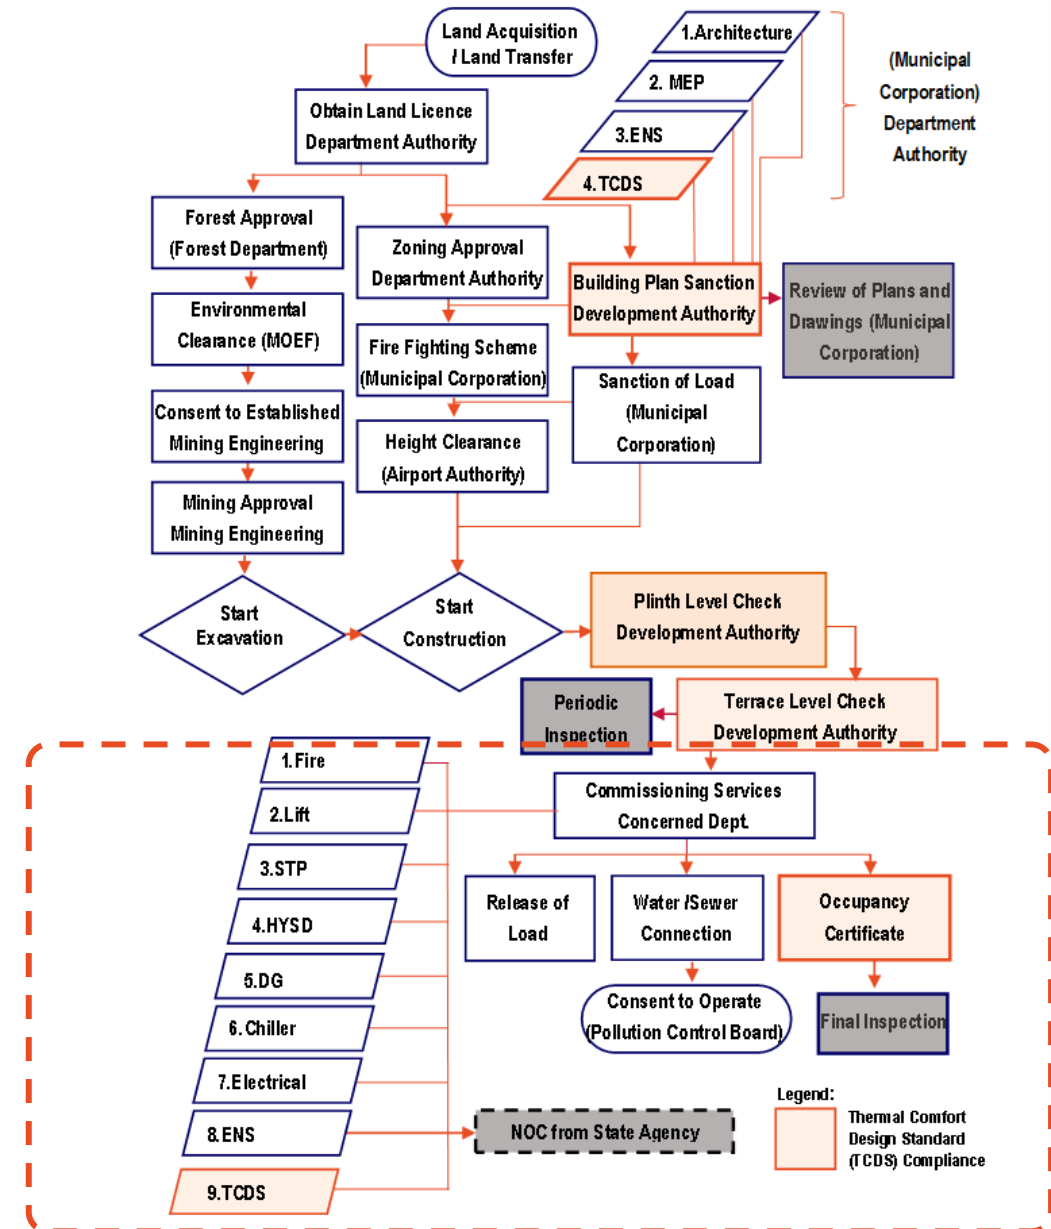 Land Acquisition
/ Land Transfer
1.Architecture
2. MEP
3.ENS
4.TCDS
(Municipal
Corporation)
Department
Authority
Obtain Land Licence
Department Authority
Forest Approval
(Forest Department)
Zoning Approval
Department Authority
Building Plan Sanction
Development Authority
Review of Plans and
Drawings (Municipal
Corporation)
Environmental
Clearance (MOEF)
Fire Fighting Scheme
(Municipal Corporation)
Sanction of Load
(Municipal
Corporation)
Consent to Established
Mining Engineering
Height Clearance
(Airport Authority)
Mining Approval
Mining Engineering
Start
Excavation
Start
Construction
Plinth Level Check
Development Authority
Periodic
Inspection
Terrace Level Check
Development Authority
1.Fire
2.Lift
3.STP
4.HYSD
5.DG
6.Chiller
7.Electrical
8.ENS
9.TCDS
Commissioning Services
Concerned Dept.
Release of
Load
Water /Sewer
Connection
Occupancy
Certificate
Consent to Operate
(Pollution Control Board)
Final Inspection
NOC from State Agency
Legend:
Thermal Comfort
Design Standard
(TCDS) Compliance